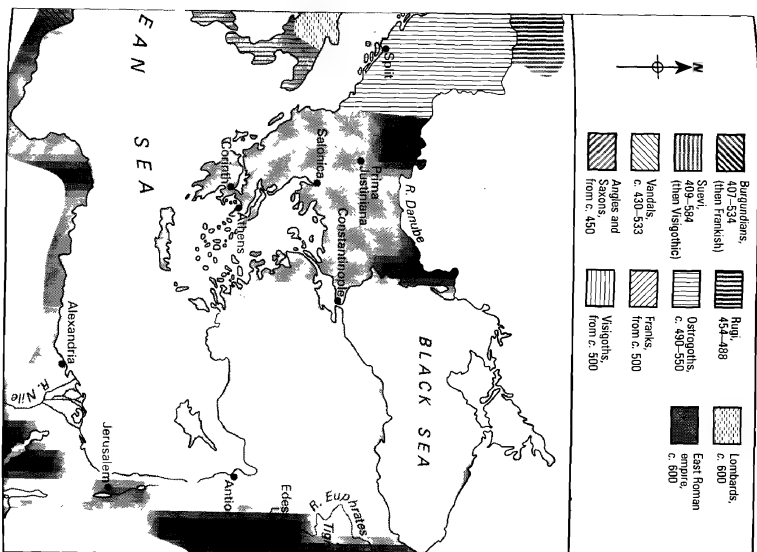 N
Burgundians,
407–534
(then Frankish)
Suevi,
409–584
(then Visigothic)
Vandals,
c. 430–533
Angles and
Saxons,
from c. 450
Rugi,
454–488
Ostrogoths,
c. 490–550
Franks,
from c. 500
Visigoths,
from c. 500
Lombards,
c. 600
East Roman
empire,
c. 600
Split
R. Danube
Prima
Justiniana
BLACK SEA
Salonica
Constantinople
Corinth
Athens
R. Euphrates
Tigr
Edes
Antio
EAN SEA
Jerusalem
Alexandria
R. Nile